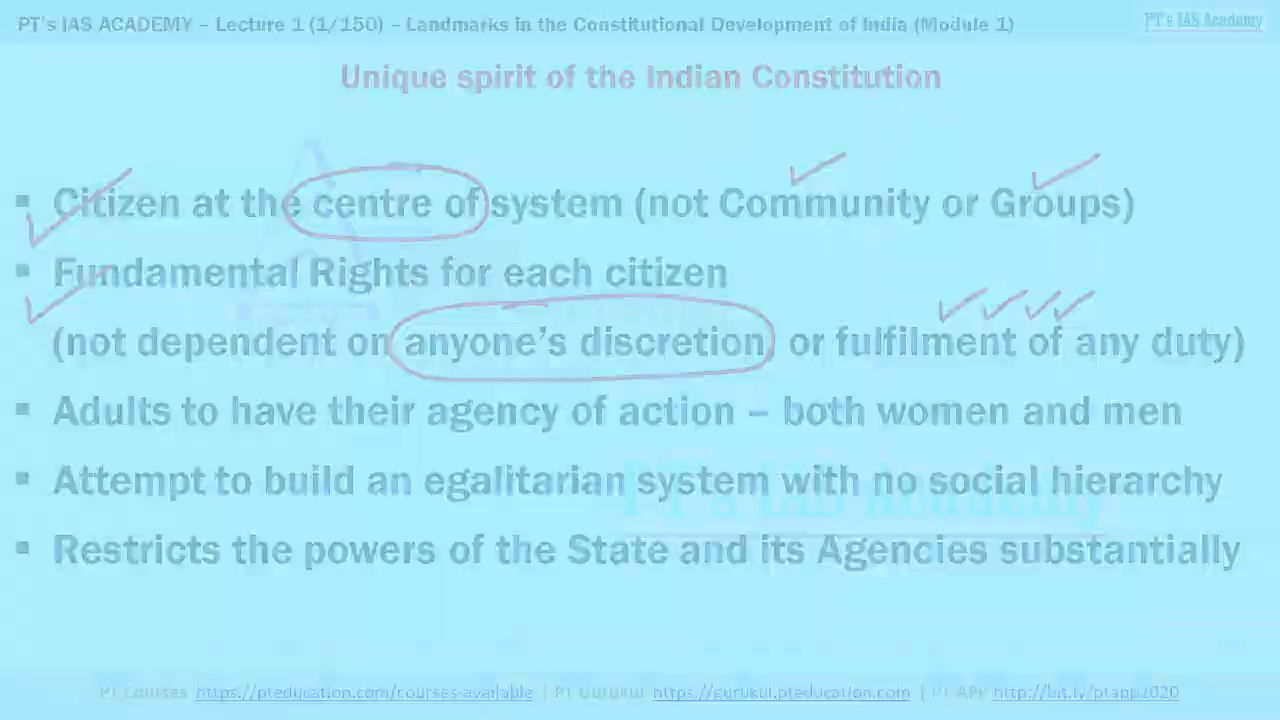 PT's IAS ACADEMY – Lecture 1 (1/150) – Landmarks in the Constitutional Development of India (Module 1)
PT's IAS Academy
Unique spirit of the Indian Constitution
▪ Citizen at the centre of system (not Community or Groups)
▪ Fundamental Rights for each citizen
(not dependent on anyone's discretion, or fulfilment of any duty)
▪ Adults to have their agency of action – both women and men
▪ Attempt to build an egalitarian system with no social hierarchy
▪ Restricts the powers of the State and its Agencies substantially
PT's IAS Academy
PT Courses https://pteducation.com/courses-available | PT Gurukul https://gurukul.pteducation.com | PT APP http://bit.ly/ptapp2020